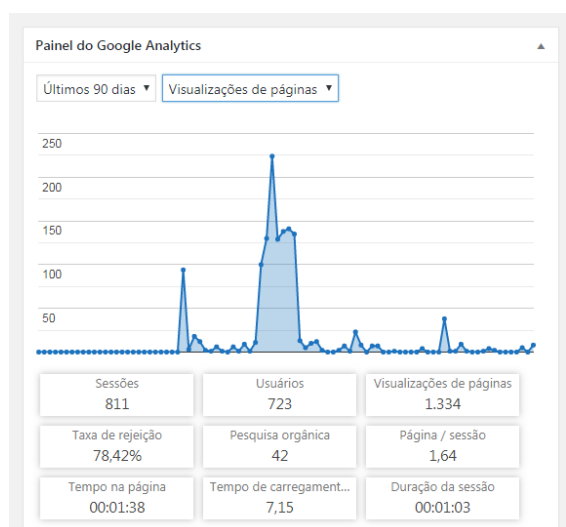 Painel do Google Analytics
Últimos 90 dias
Visualizações de páginas
250
200
150
100
50
Sessões
811
Usuários
723
Visualizações de páginas
1.334
Taxa de rejeição
78,42%
Pesquisa orgânica
42
Página / sessão
1,64
Tempo na página
00:01:38
Tempo de carregament...
7,15
Duração da sessão
00:01:03